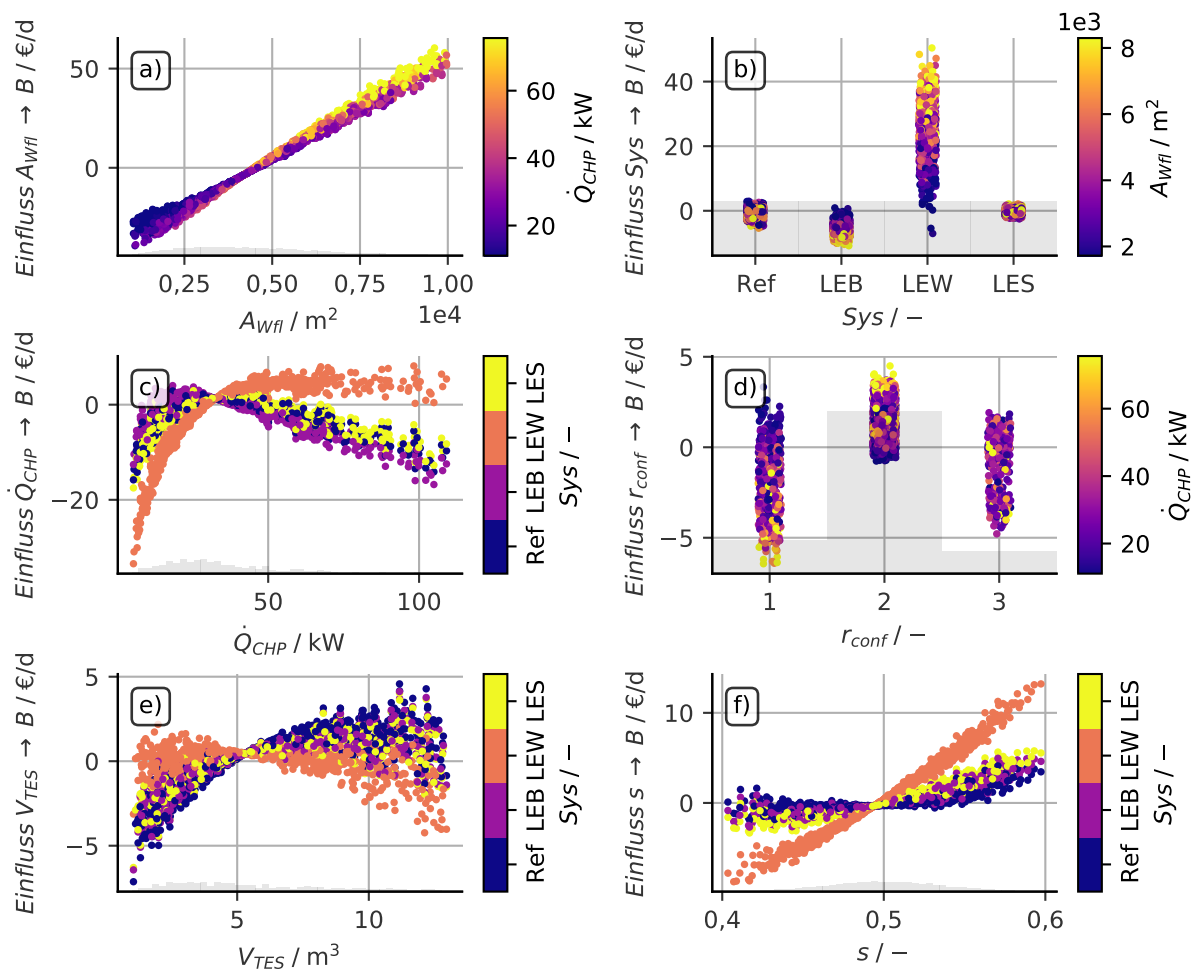 Einfluss A_Wfl → B / €/d
a)
50
0
0,25 0,50 0,75 1,00
1e4
A_Wfl / m²
60
40
20
Q̇_CHP / kW
Einfluss Sys → B / €/d
b)
40
20
0
Ref LEB LEW LES
Sys / −
1e3
8
6
4
2
A_Wfl / m²
Einfluss Q̇_CHP → B / €/d
c)
0
−20
50 100
Q̇_CHP / kW
Ref LEB LEW LES
Sys / −
Einfluss r_conf → B / €/d
d)
5
0
−5
1 2 3
r_conf / −
60
40
20
Q̇_CHP / kW
Einfluss V_TES → B / €/d
e)
5
0
−5
5 10
V_TES / m³
Ref LEB LEW LES
Sys / −
Einfluss s → B / €/d
f)
10
0
0,4 0,5 0,6
s / −
Ref LEB LEW LES
Sys / −